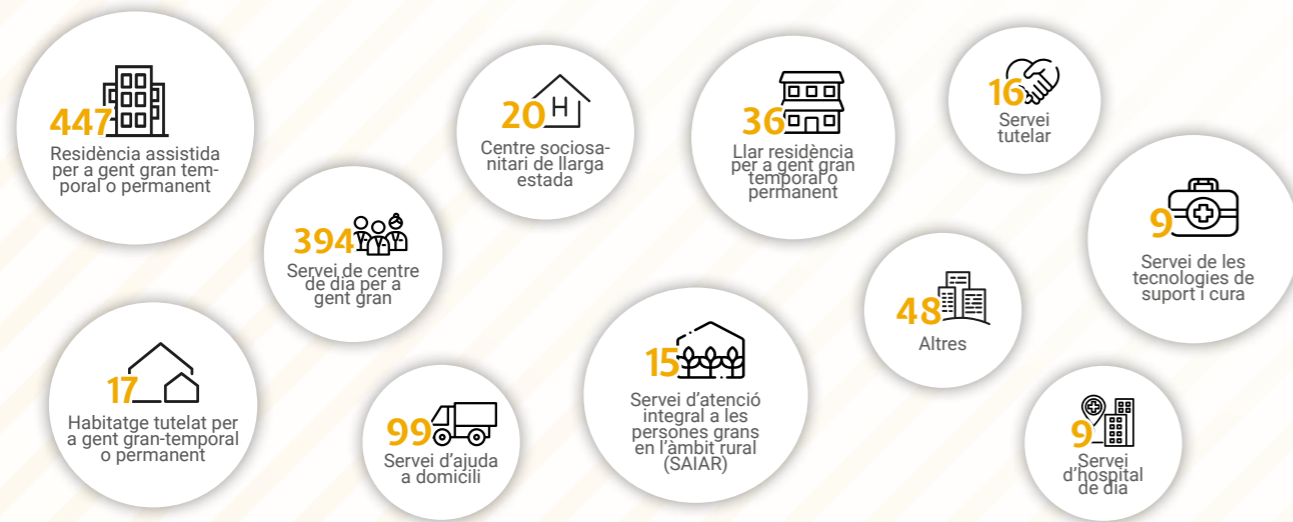 447
Residència assistida
per a gent gran tem-
poral o permanent
20
H
Centre sociosa-
nitari de llarga
estada
36
Llar residència
per a gent gran
temporal o
permanent
16
Servei
tutelar
394
Servei de centre
de dia per a
gent gran
9
Servei de les
tecnologies de
suport i cura
48
Altres
17
Habitatge tutelat per
a gent gran-temporal
o permanent
99
Servei d'ajuda
a domicili
15
Servei d'atenció
integral a les
persones grans
en l'àmbit rural
(SAIAR)
9
Servei
d'hospital
de dia